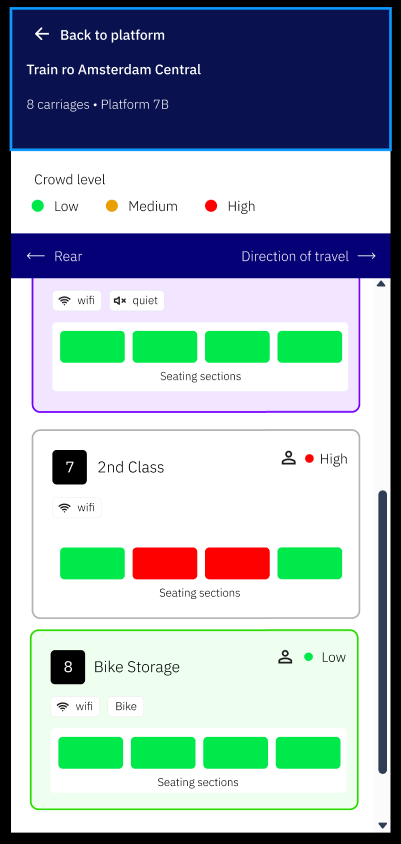 Back to platform
Train ro Amsterdam Central
8 carriages • Platform 7B
Crowd level
Low Medium High
Rear Direction of travel
wifi quiet
Seating sections
7 2nd Class High
wifi
Seating sections
8 Bike Storage Low
wifi Bike
Seating sections